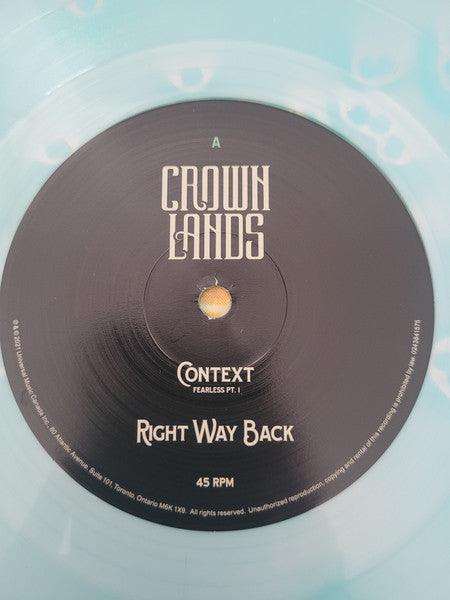 A
CROWN
LANDS
CONTEXT
FEARLESS PT. I
RIGHT WAY BACK
45 RPM
℗ & © 2021 Universal Music Canada Inc., 80 Atlantic Avenue, Suite 101, Toronto, Ontario M6K 1X9. All rights reserved. Unauthorized reproduction, copying and rental of this recording is prohibited by law. 0243841576